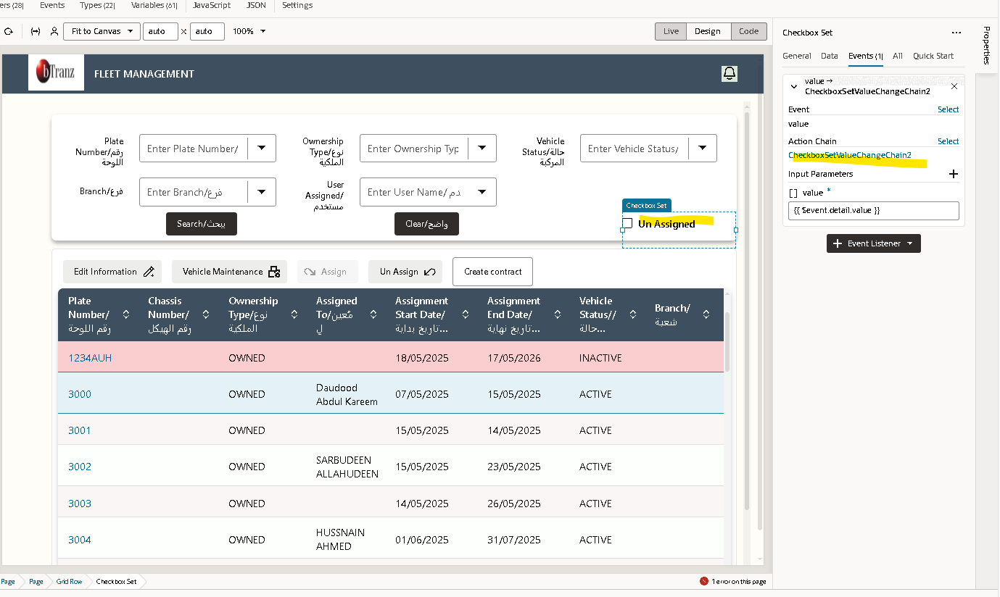 ers (28) Events Types (22) Variables (61) JavaScript JSON Settings
Fit to Canvas auto x auto 100% Live Design Code
bTranz FLEET MANAGEMENT
Plate Number/رقم اللوحة
Enter Plate Number/
Ownership Type/نوع الملكية
Enter Ownership Typ
Vehicle Status/حالة المركبة
Enter Vehicle Status/
Branch/فرع
Enter Branch/فرع
User Assigned/مستخدم
Enter User Name/دم
Search/يبحث
Clear/واضح
Checkbox Set
Un Assigned
Edit Information Vehicle Maintenance Assign Un Assign Create contract
Plate Number/رقم اللوحة
Chassis Number/رقم الهيكل
Ownership Type/نوع الملكية
Assigned To/مُعين ل
Assignment Start Date/تاريخ بداية...
Assignment End Date/تاريخ نهاية...
Vehicle Status//حالة...
Branch/شعبة
1234AUH OWNED 18/05/2025 17/05/2026 INACTIVE
3000 OWNED Daudood Abdul Kareem 07/05/2025 15/05/2025 ACTIVE
3001 OWNED 15/05/2025 14/05/2025 ACTIVE
3002 OWNED SARBUDEEN ALLAHUDEEN 15/05/2025 23/05/2025 ACTIVE
3003 OWNED 14/05/2025 26/05/2025 ACTIVE
3004 OWNED HUSSNAIN AHMED 01/06/2025 31/07/2025 ACTIVE
Page Page Grid Row Checkbox Set
1 error on this page
Checkbox Set ...
Properties
General Data Events (1) All Quick Start
value →
CheckboxSetValueChangeChain2
Event Select
value
Action Chain Select
CheckboxSetValueChangeChain2
Input Parameters
[] value *
{{ $event.detail.value }}
Event Listener